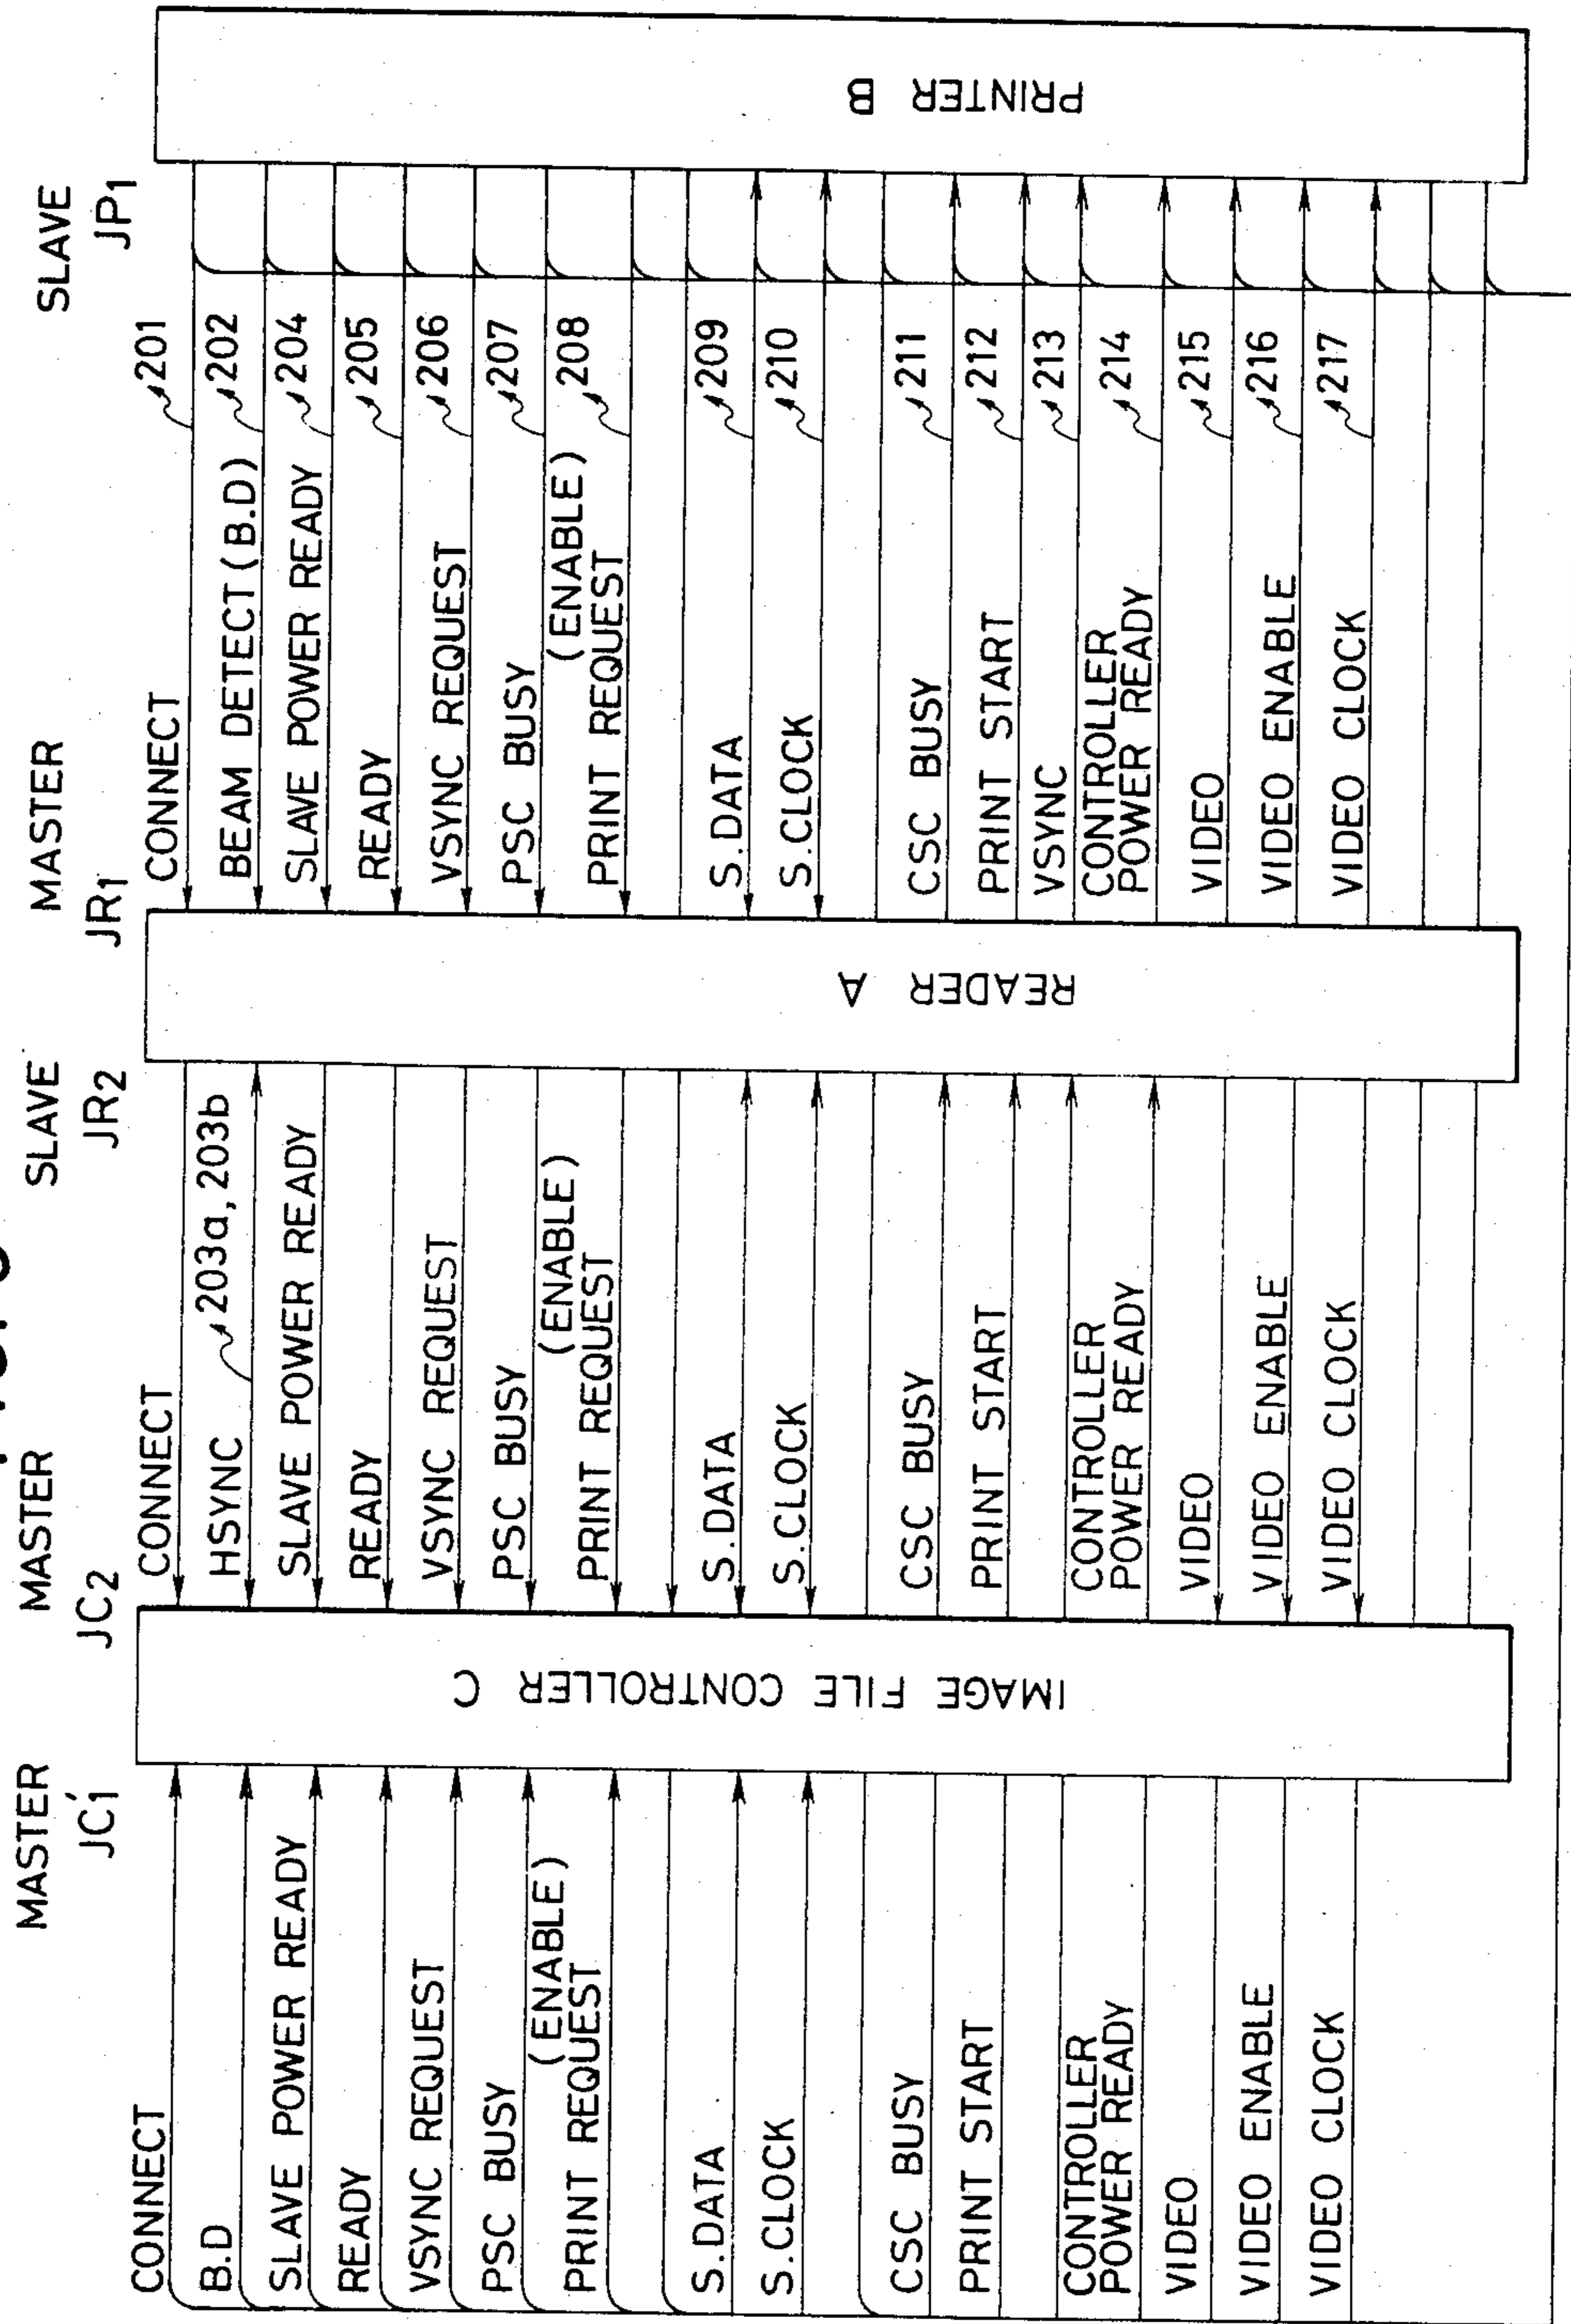 MASTER
JC'1
MASTER
JC2
SLAVE
JR2
MASTER
JR1
SLAVE
JP1
CONNECT
B.D
SLAVE POWER READY
READY
VSYNC REQUEST
PSC BUSY
(ENABLE)
PRINT REQUEST
S.DATA
S.CLOCK
CSC BUSY
PRINT START
CONTROLLER
POWER READY
VIDEO
VIDEO ENABLE
VIDEO CLOCK
IMAGE FILE CONTROLLER C
CONNECT
HSYNC 203a, 203b
SLAVE POWER READY
READY
VSYNC REQUEST
PSC BUSY
(ENABLE)
PRINT REQUEST
S.DATA
S.CLOCK
CSC BUSY
PRINT START
CONTROLLER
POWER READY
VIDEO
VIDEO ENABLE
VIDEO CLOCK
READER A
CONNECT 201
BEAM DETECT (B.D) 202
SLAVE POWER READY 204
READY 205
VSYNC REQUEST 206
PSC BUSY 207
(ENABLE)
PRINT REQUEST 208
S.DATA 209
S.CLOCK 210
CSC BUSY 211
PRINT START 212
VSYNC 213
CONTROLLER
POWER READY 214
VIDEO 215
VIDEO ENABLE 216
VIDEO CLOCK 217
PRINTER B